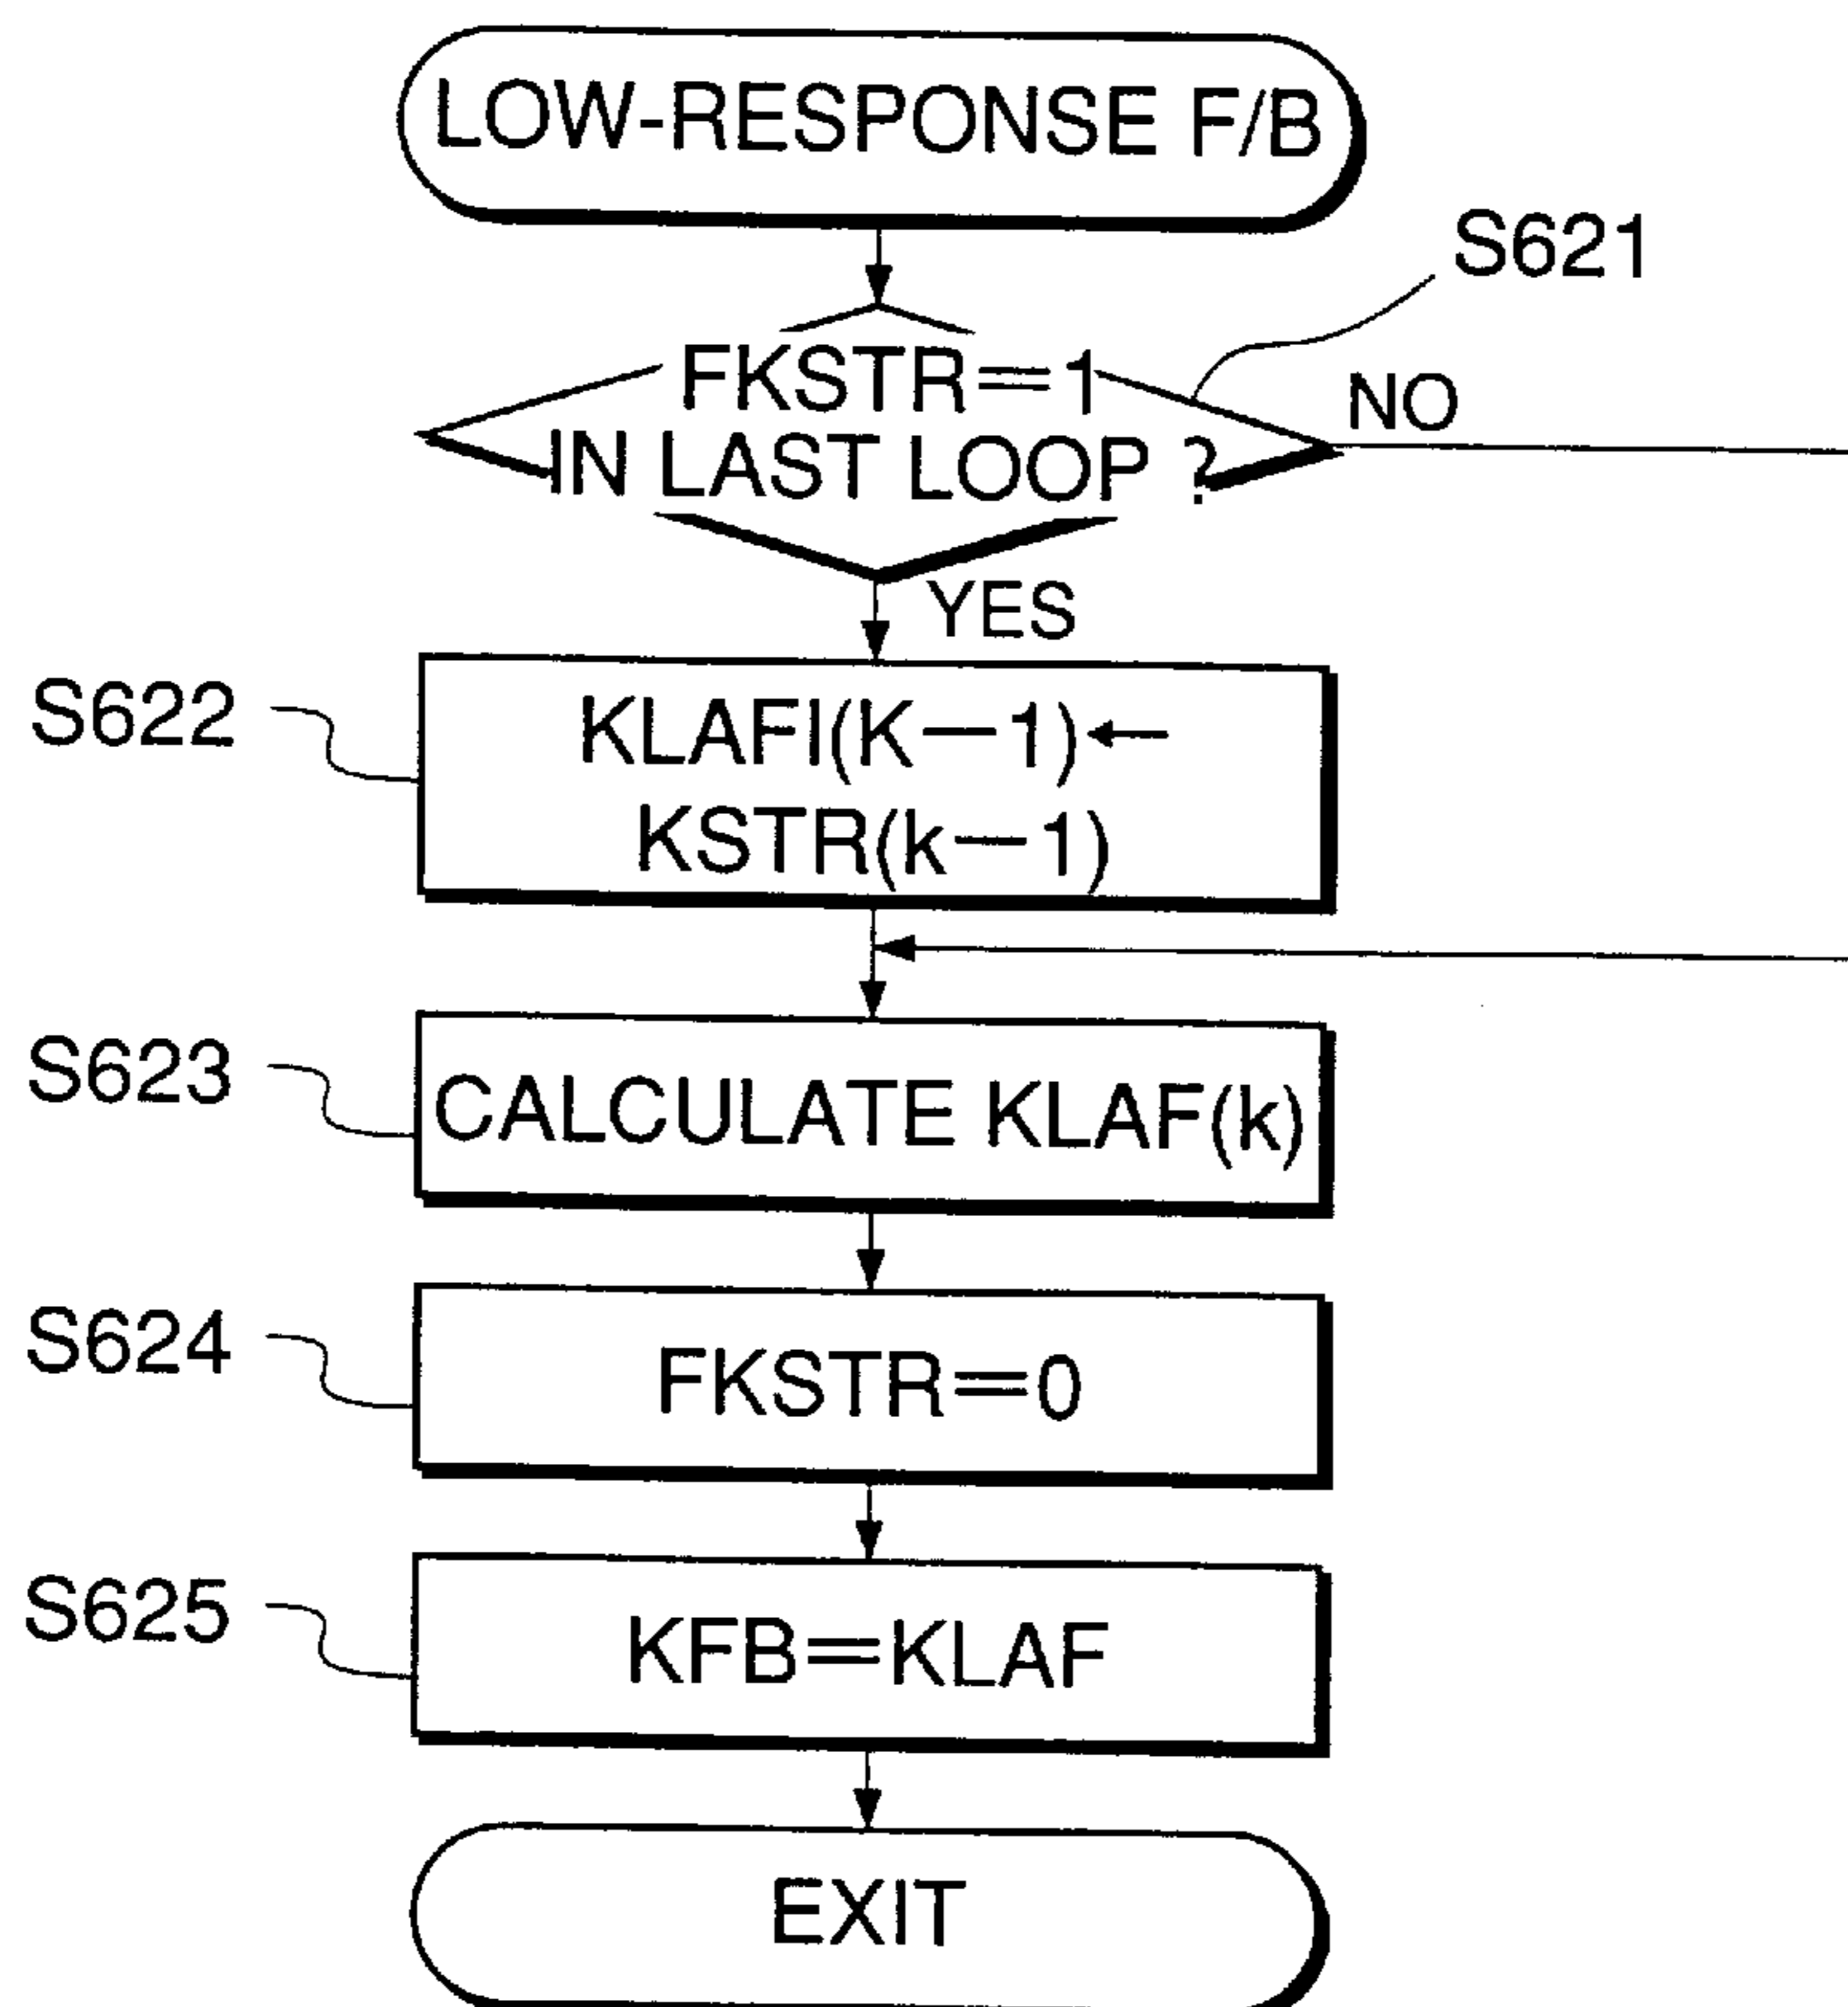 LOW-RESPONSE F/B
S621
FKSTR=1
IN LAST LOOP ?
NO
YES
S622
KLAFI(K-1)←
KSTR(k-1)
S623
CALCULATE KLAF(k)
S624
FKSTR=0
S625
KFB=KLAF
EXIT